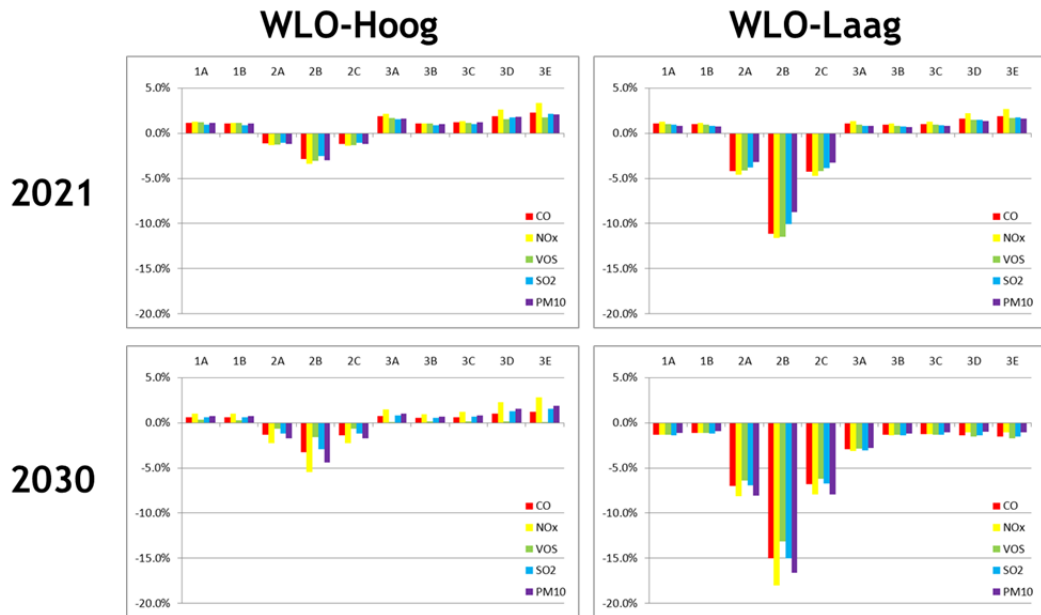 WLO-Hoog WLO-Laag
2021
1A 1B 2A 2B 2C 3A 3B 3C 3D 3E
5.0%
0.0%
-5.0%
-10.0%
-15.0%
-20.0%
CO
NOx
VOS
SO2
PM10
1A 1B 2A 2B 2C 3A 3B 3C 3D 3E
5.0%
0.0%
-5.0%
-10.0%
-15.0%
-20.0%
CO
NOx
VOS
SO2
PM10
2030
1A 1B 2A 2B 2C 3A 3B 3C 3D 3E
5.0%
0.0%
-5.0%
-10.0%
-15.0%
-20.0%
CO
NOx
VOS
SO2
PM10
1A 1B 2A 2B 2C 3A 3B 3C 3D 3E
5.0%
0.0%
-5.0%
-10.0%
-15.0%
-20.0%
CO
NOx
VOS
SO2
PM10